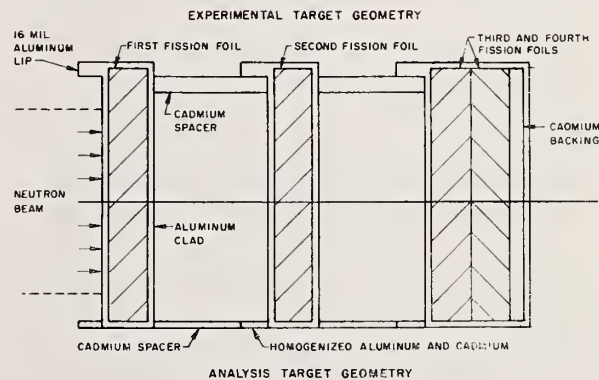 EXPERIMENTAL TARGET GEOMETRY
16 MIL
ALUMINUM
LIP
FIRST FISSION FOIL
SECOND FISSION FOIL
THIRD AND FOURTH
FISSION FOILS
CADMIUM
SPACER
CADMIUM
BACKING
NEUTRON
BEAM
ALUMINUM
CLAD
CADMIUM SPACER
HOMOGENIZED ALUMINUM AND CADMIUM
ANALYSIS TARGET GEOMETRY